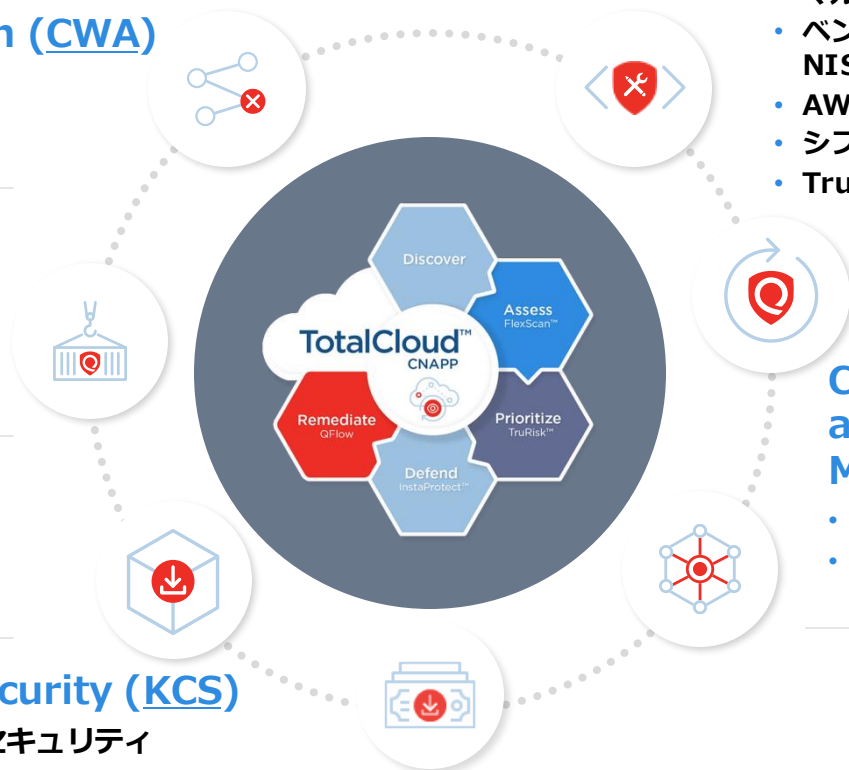 n (CWA)
ベン
NIS
AW
シフ
Tru
Discover
Assess
FlexScan™
TotalCloud™
CNAPP
Remediate
QFlow
Prioritize
TruRisk™
Defend
InstaProtect™
C
a
M
curity (KCS)
キュリティ